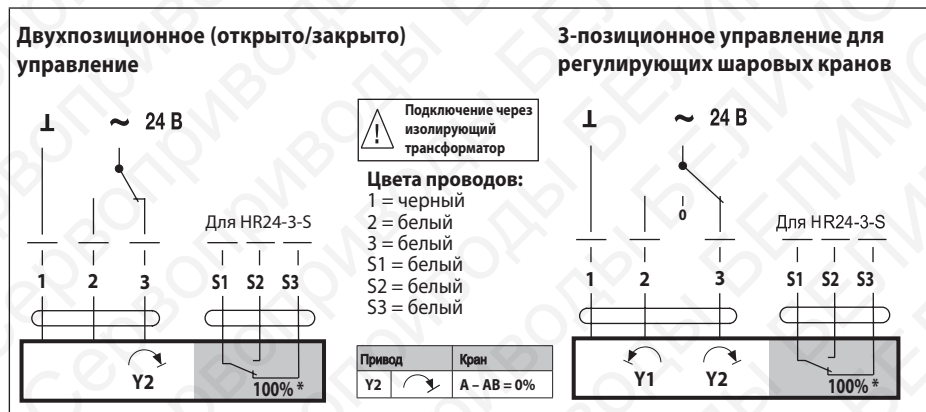 Двухпозиционное (открыто/закрыто)
управление
⊥ ~ 24 В
Для HR24-3-S
1 2 3 S1 S2 S3
Y2
100% *
!
Подключение через
изолирующий
трансформатор
Цвета проводов:
1 = черный
2 = белый
3 = белый
S1 = белый
S2 = белый
S3 = белый
Привод Кран
Y2 A – AB = 0%
3-позиционное управление для
регулирующих шаровых кранов
⊥ ~ 24 В
0
Для HR24-3-S
1 2 3 S1 S2 S3
Y1 Y2
100% *
Сервоприводы БЕЛИМО